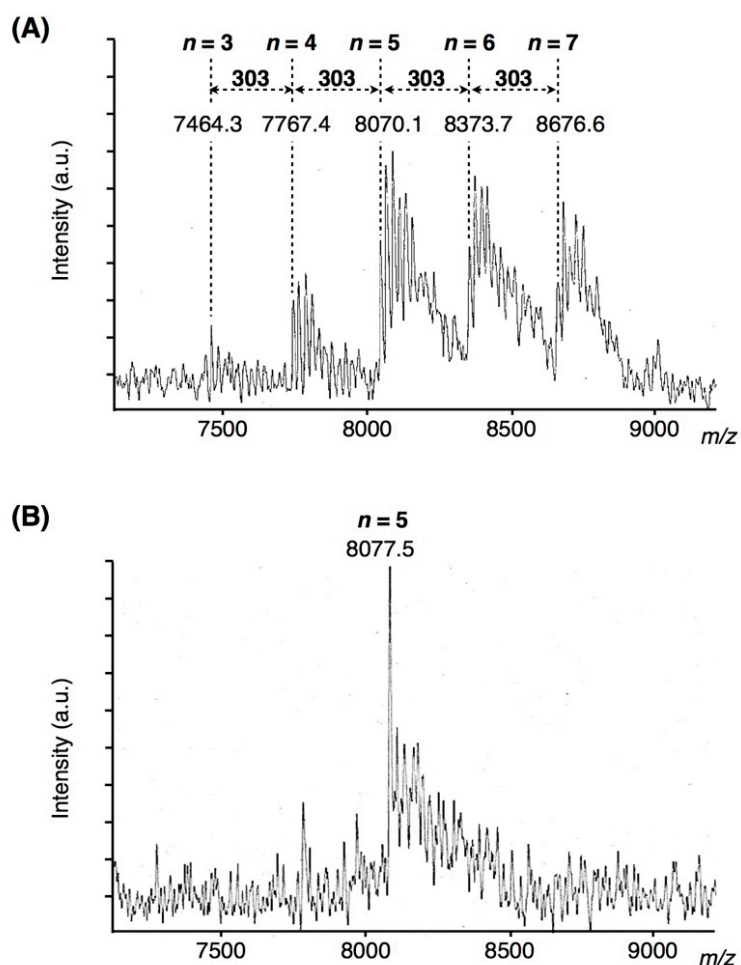 (A)
n = 3 n = 4 n = 5 n = 6 n = 7
303 303 303 303
7464.3 7767.4 8070.1 8373.7 8676.6
Intensity (a.u.)
7500 8000 8500 9000 m/z
(B)
n = 5
8077.5
Intensity (a.u.)
7500 8000 8500 9000 m/z